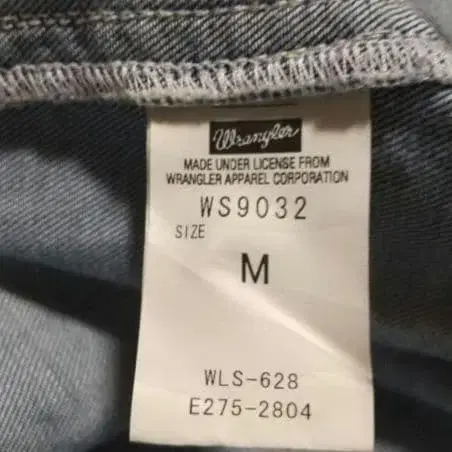 Wrangler
MADE UNDER LICENSE FROM
WRANGLER APPAREL CORPORATION
WS9032
SIZE
M
WLS-628
E275-2804